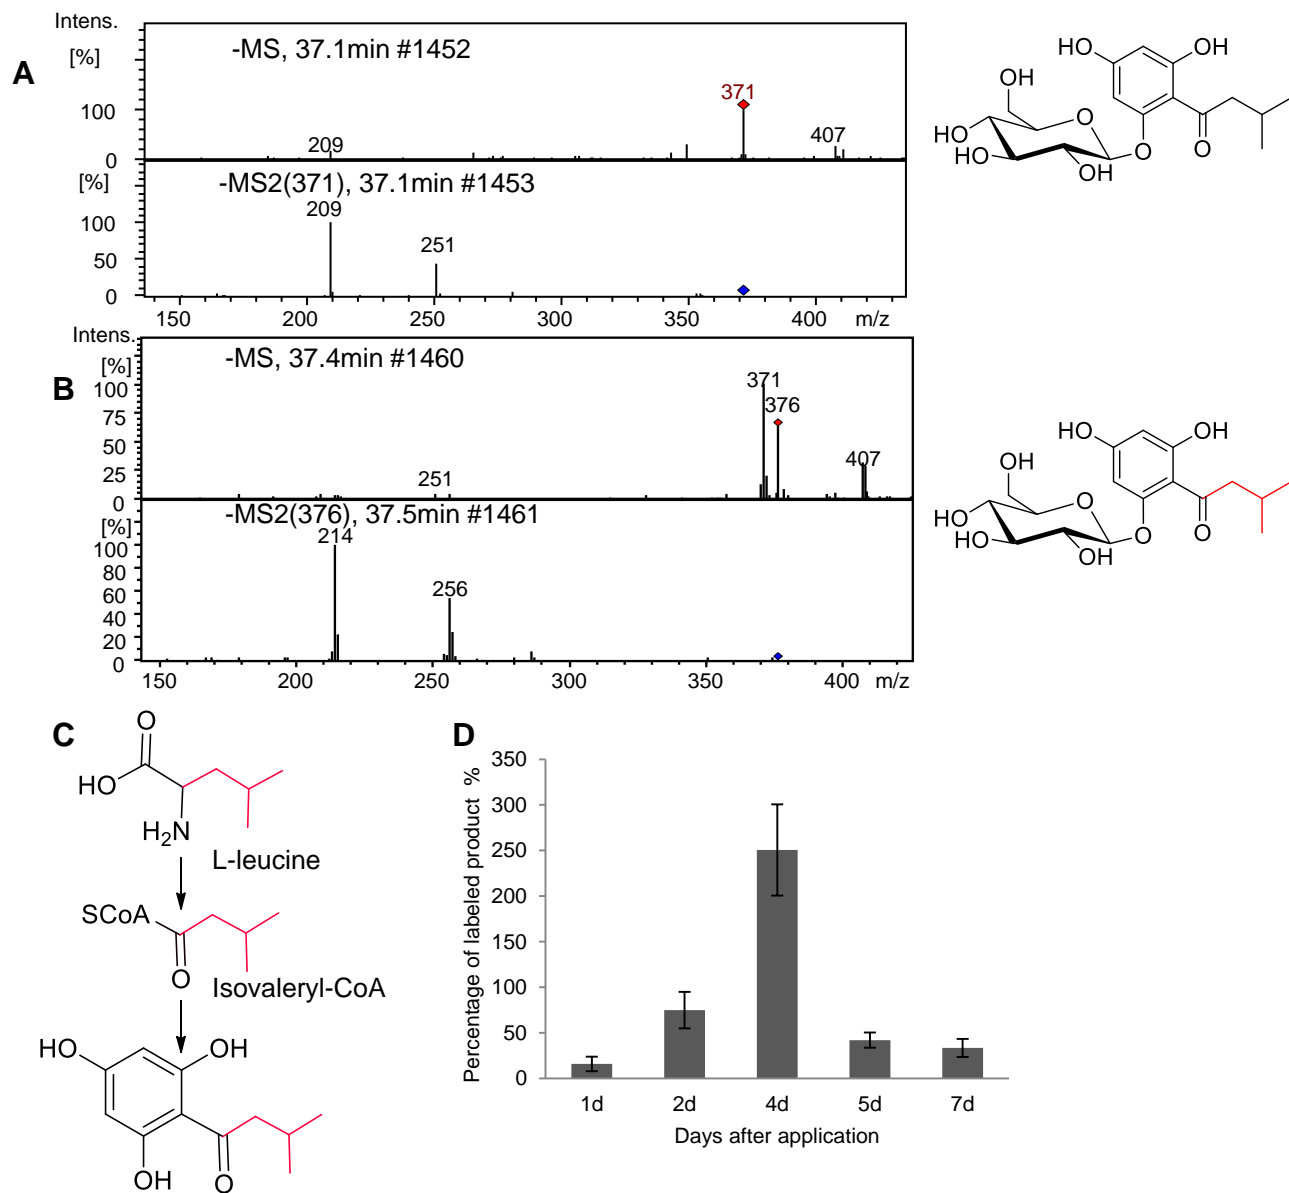 Intens.
[%]
A
-MS, 37.1min #1452
371
100
209
407
0
[%]
-MS2(371), 37.1min #1453
209
100
251
50
0
150 200 250 300 350 400 m/z
HO OH
OH
O
HO
HO
OH O O
Intens.
[%]
B
-MS, 37.4min #1460
100
371
376
75
50
25
251
407
0
[%]
-MS2(376), 37.5min #1461
214
100
80
256
60
40
20
0
150 200 250 300 350 400 m/z
HO OH
OH
O
HO
HO
OH O O
C
O
HO
H2N
L-leucine
SCoA
O
Isovaleryl-CoA
HO OH
OH O
D
Percentage of labeled product %
350
300
250
200
150
100
50
0
1d 2d 4d 5d 7d
Days after application